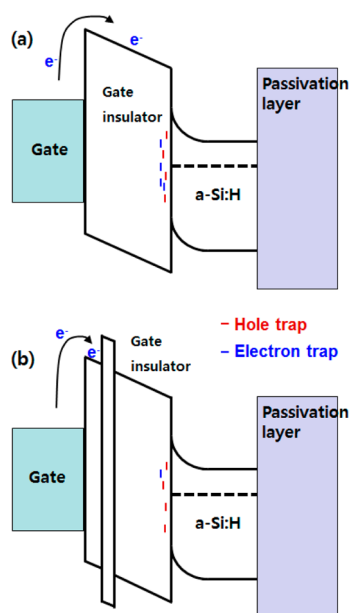 (a)
e-
e-
Gate
insulator
Passivation
layer
Gate
a-Si:H
- Hole trap
- Electron trap
(b)
e-
e-
Gate
insulator
Passivation
layer
Gate
a-Si:H